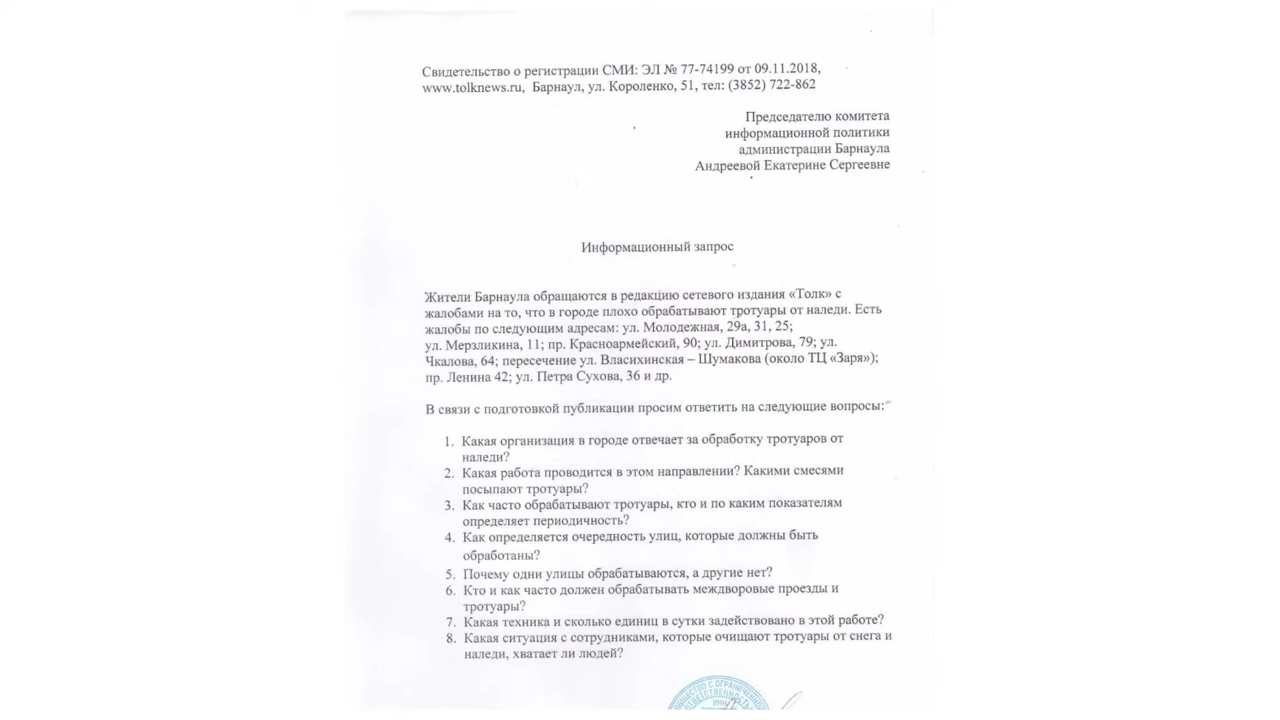 Свидетельство о регистрации СМИ: ЭЛ № 77-74199 от 09.11.2018,
www.tolknews.ru, Барнаул, ул. Короленко, 51, тел: (3852) 722-862
Председателю комитета
информационной политики
администрации Барнаула
Андреевой Екатерине Сергеевне
Информационный запрос
Жители Барнаула обращаются в редакцию сетевого издания «Толк» с
жалобами на то, что в городе плохо обрабатывают тротуары от наледи. Есть
жалобы по следующим адресам: ул. Молодежная, 29а, 31, 25;
ул. Мерзликина, 11; пр. Красноармейский, 90; ул. Димитрова, 79; ул.
Чкалова, 64; пересечение ул. Власихинская – Шумакова (около ТЦ «Заря»);
пр. Ленина 42; ул. Петра Сухова, 36 и др.
В связи с подготовкой публикации просим ответить на следующие вопросы:
1. Какая организация в городе отвечает за обработку тротуаров от
наледи?
2. Какая работа проводится в этом направлении? Какими смесями
посыпают тротуары?
3. Как часто обрабатывают тротуары, кто и по каким показателям
определяет периодичность?
4. Как определяется очередность улиц, которые должны быть
обработаны?
5. Почему одни улицы обрабатываются, а другие нет?
6. Кто и как часто должен обрабатывать междворовые проезды и
тротуары?
7. Какая техника и сколько единиц в сутки задействовано в этой работе?
8. Какая ситуация с сотрудниками, которые очищают тротуары от снега и
наледи, хватает ли людей?
ОБЩЕСТВО С ОГРАНИЧЕННОЙ
ОТВЕТСТВЕННОСТЬЮ